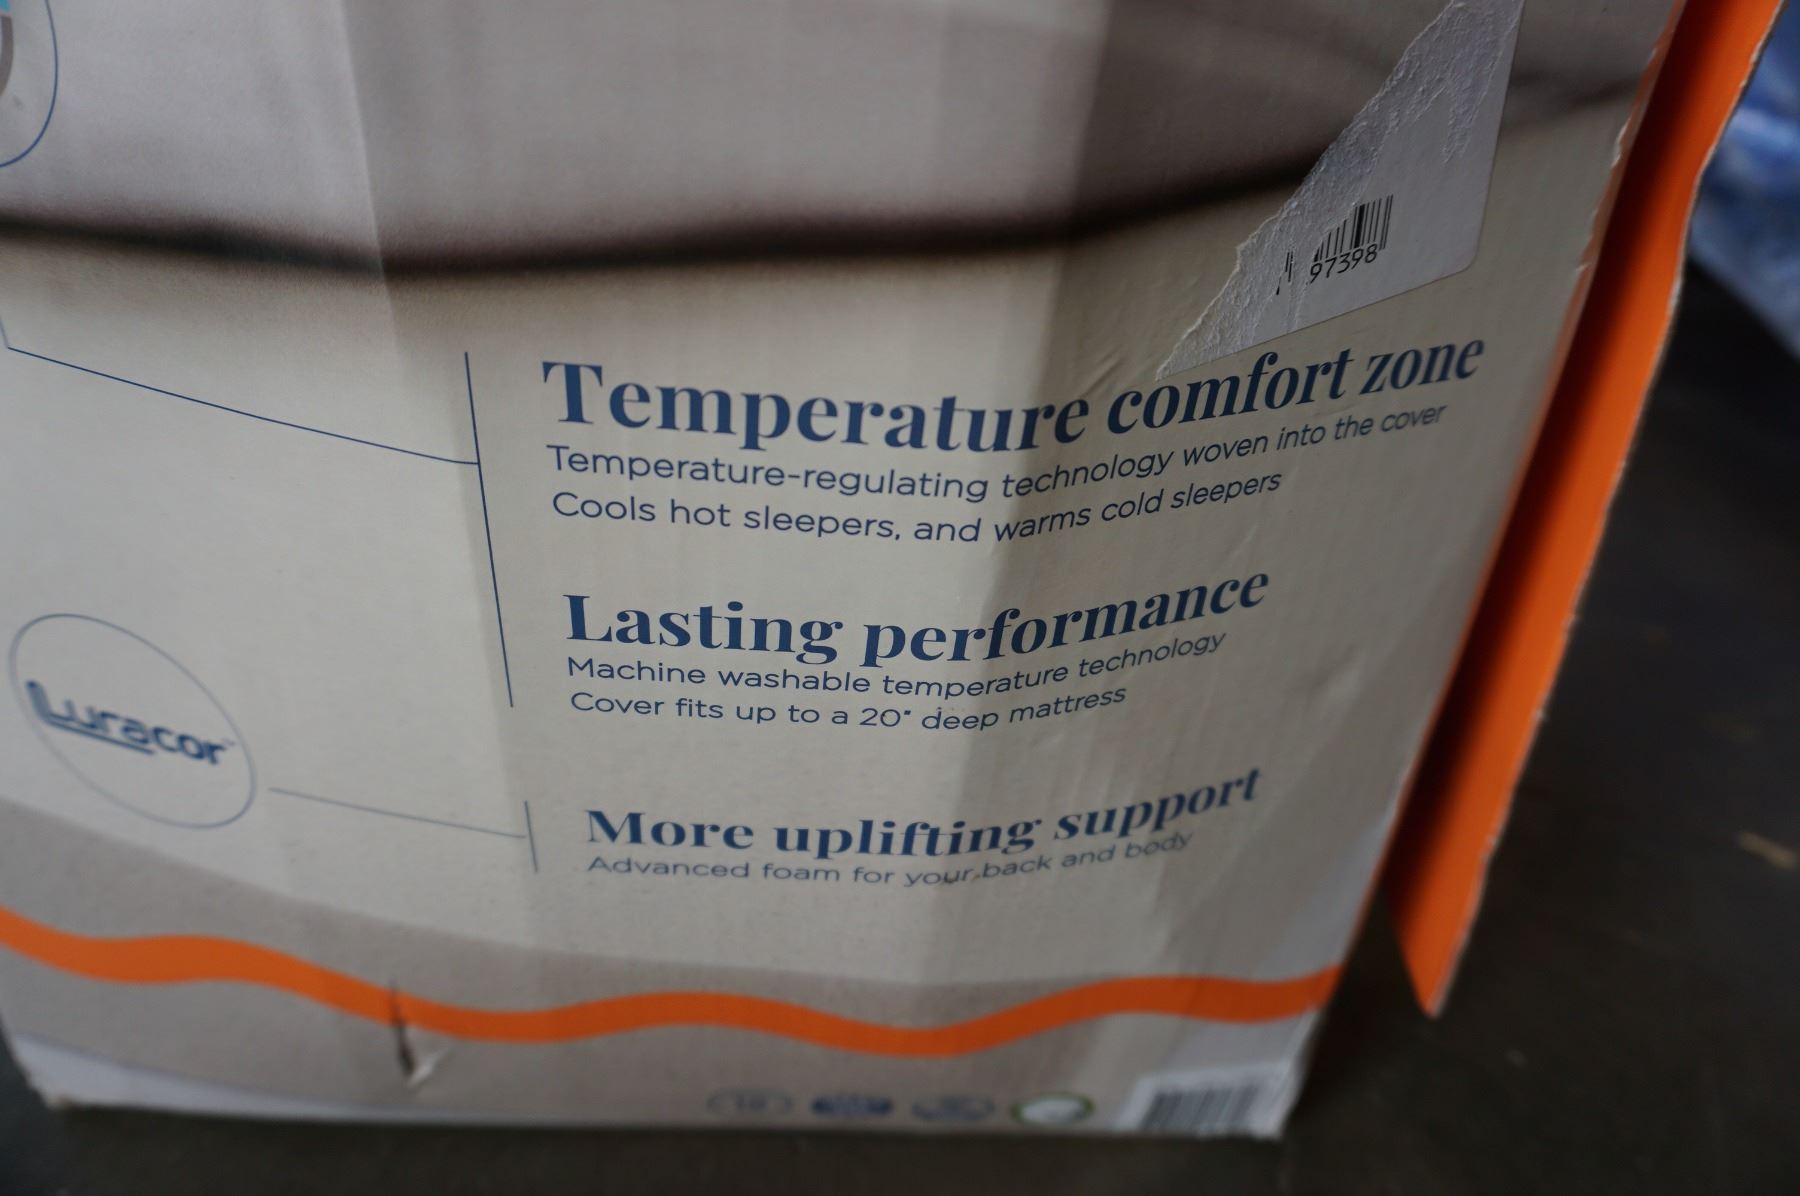 97398
Temperature comfort zone
Temperature-regulating technology woven into the cover
Cools hot sleepers, and warms cold sleepers
Lasting performance
Machine washable temperature technology
Cover fits up to a 20" deep mattress
Luracor™
More uplifting support
Advanced foam for your back and body